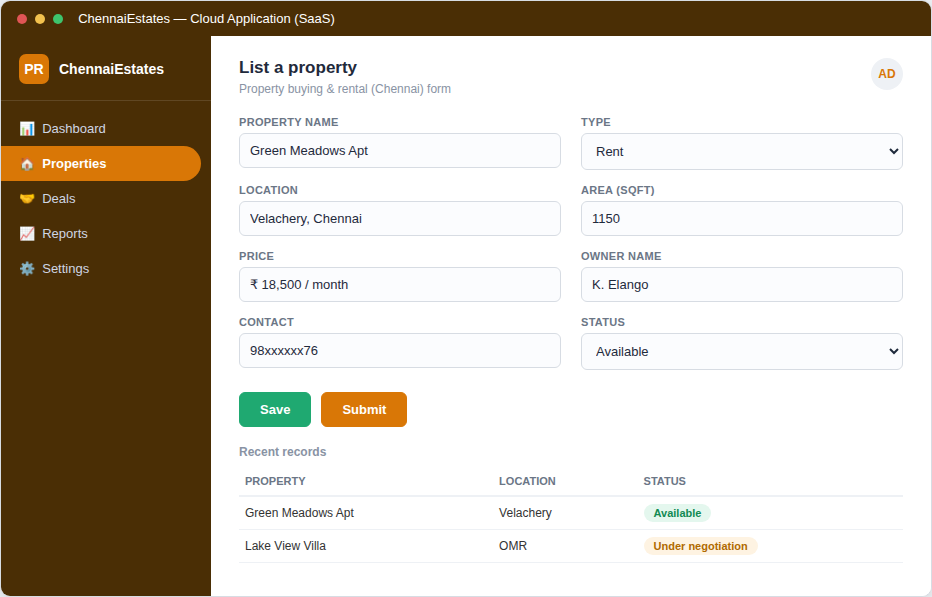 ChennaiEstates — Cloud Application (SaaS)
PR ChennaiEstates
Dashboard
Properties
Deals
Reports
Settings
List a property
Property buying & rental (Chennai) form
AD
PROPERTY NAME TYPE
Green Meadows Apt Rent
LOCATION AREA (SQFT)
Velachery, Chennai 1150
PRICE OWNER NAME
₹ 18,500 / month K. Elango
CONTACT STATUS
98xxxxxx76 Available
Save Submit
Recent records
PROPERTY LOCATION STATUS
Green Meadows Apt Velachery Available
Lake View Villa OMR Under negotiation